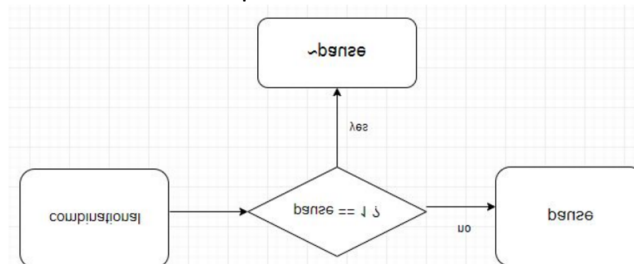 ~pause
yes
combinational
pause == 1 ?
no
pause